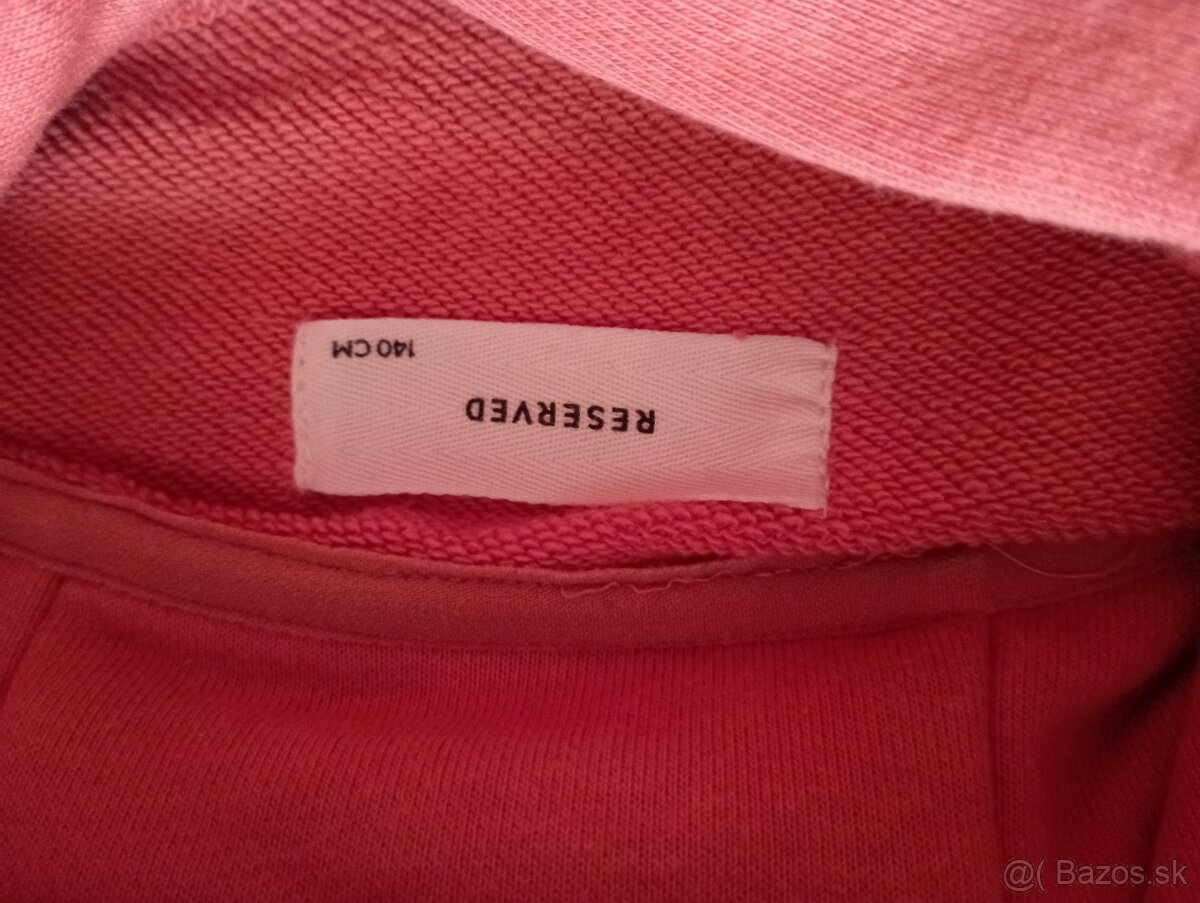 RESERVED
140 CM
@( Bazos.sk